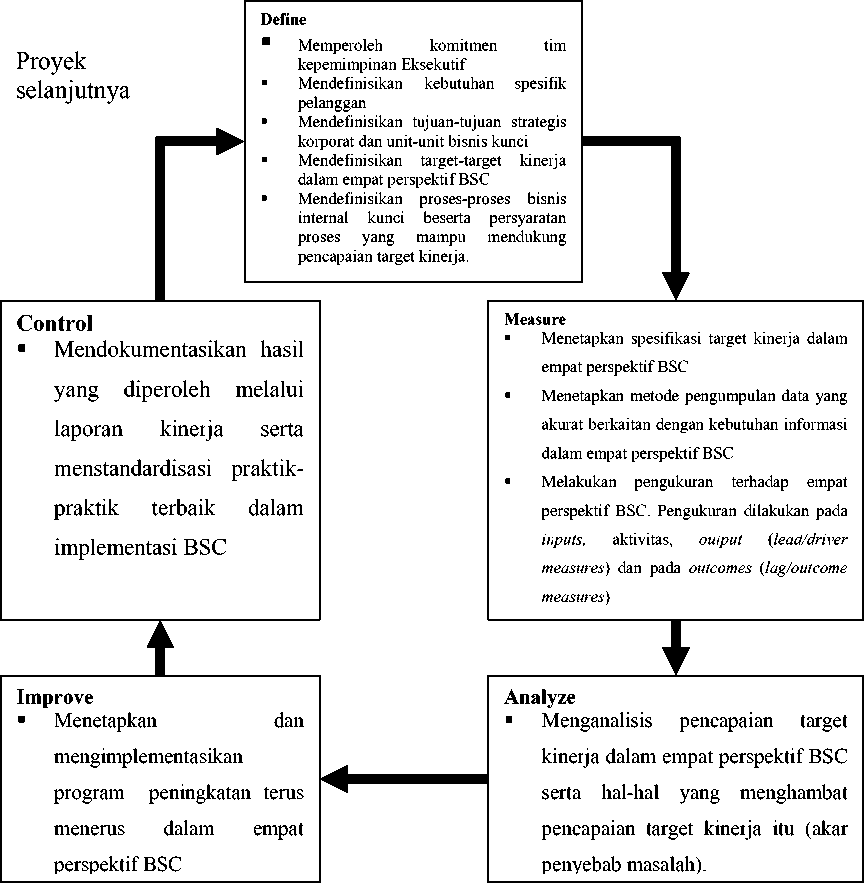 Proyek
selanjutnya
Define
▪ Memperoleh komitmen tim
kepemimpinan Eksekutif
▪ Mendefinisikan kebutuhan spesifik
pelanggan
▪ Mendefinisikan tujuan-tujuan strategis
korporat dan unit-unit bisnis kunci
▪ Mendefinisikan target-target kinerja
dalam empat perspektif BSC
▪ Mendefinisikan proses-proses bisnis
internal kunci beserta persyaratan
proses yang mampu mendukung
pencapaian target kinerja.
Measure
▪ Menetapkan spesifikasi target kinerja dalam
empat perspektif BSC
▪ Menetapkan metode pengumpulan data yang
akurat berkaitan dengan kebutuhan informasi
dalam empat perspektif BSC
▪ Melakukan pengukuran terhadap empat
perspektif BSC. Pengukuran dilakukan pada
inputs, aktivitas, output (lead/driver
measures) dan pada outcomes (lag/outcome
measures)
Analyze
▪ Menganalisis pencapaian target
kinerja dalam empat perspektif BSC
serta hal-hal yang menghambat
pencapaian target kinerja itu (akar
penyebab masalah).
Improve
▪ Menetapkan dan
mengimplementasikan
program peningkatan terus
menerus dalam empat
perspektif BSC
Control
▪ Mendokumentasikan hasil
yang diperoleh melalui
laporan kinerja serta
menstandardisasi praktik-
praktik terbaik dalam
implementasi BSC